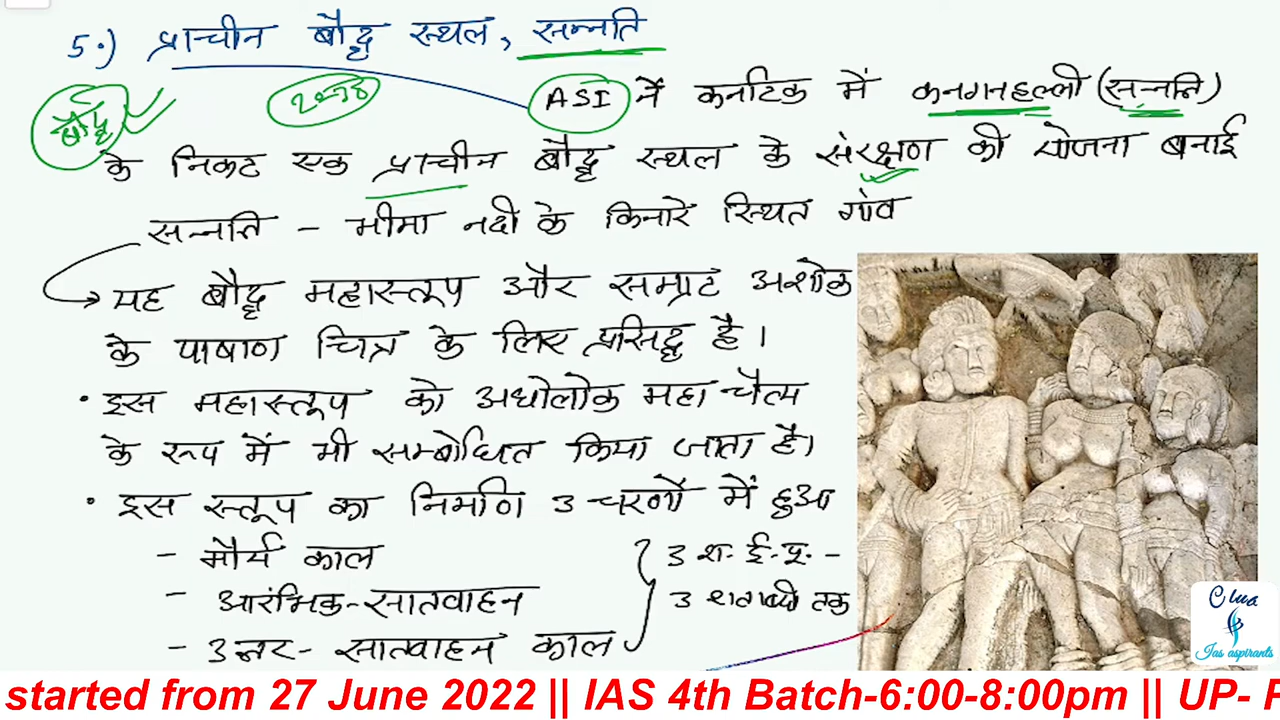 5.) प्राचीन बौद्ध स्थल, सन्नति
बौद्ध
ASI ने कर्नाटक में कनगनहल्ली (सन्नति)
के निकट एक प्राचीन बौद्ध स्थल के संरक्षण की योजना बनाई
सन्नति - भीमा नदी के किनारे स्थित गांव
यह बौद्ध महास्तूप और सम्राट अशोक
के पाषाण चित्र के लिए प्रसिद्ध है।
• इस महास्तूप को अधोलोक महा चैत्य
के रूप में भी सम्बोधित किया जाता है।
• इस स्तूप का निर्माण 3 चरणों में हुआ
- मौर्य काल
3 श. ई. पू. -
- आरंभिक-सातवाहन
3 शताब्दी तक
- उत्तर- सातवाहन काल
Clue
Ias aspirants
started from 27 June 2022 || IAS 4th Batch-6:00-8:00pm || UP-